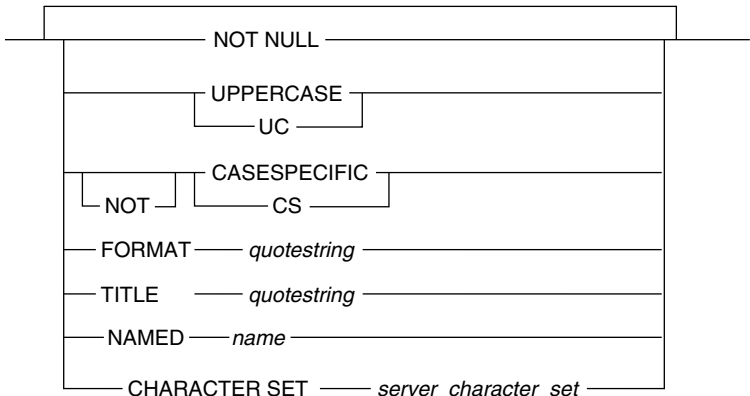 NOT NULL
UPPERCASE
UC
CASESPECIFIC
NOT CS
FORMAT quotestring
TITLE quotestring
NAMED name
CHARACTER SET server character set